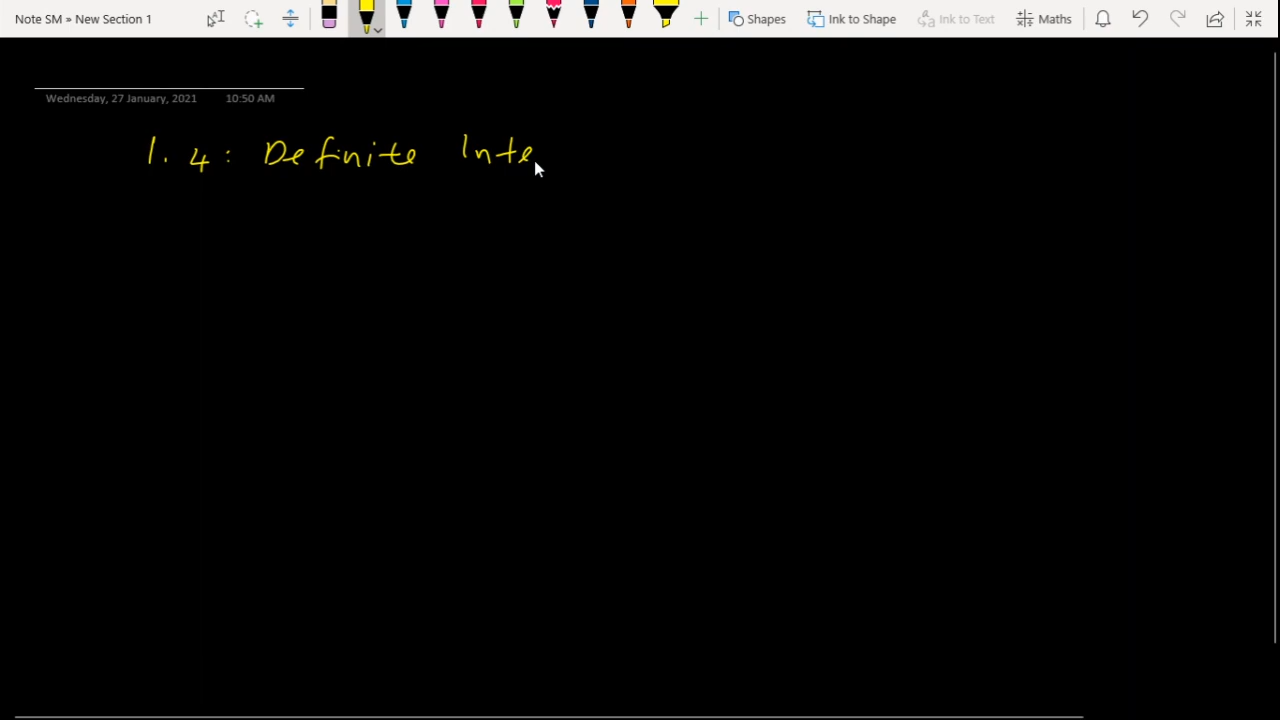 Note SM » New Section 1
Shapes
Ink to Shape
Ink to Text
Maths
Wednesday, 27 January, 2021 10:50 AM
1.4: Definite Inte